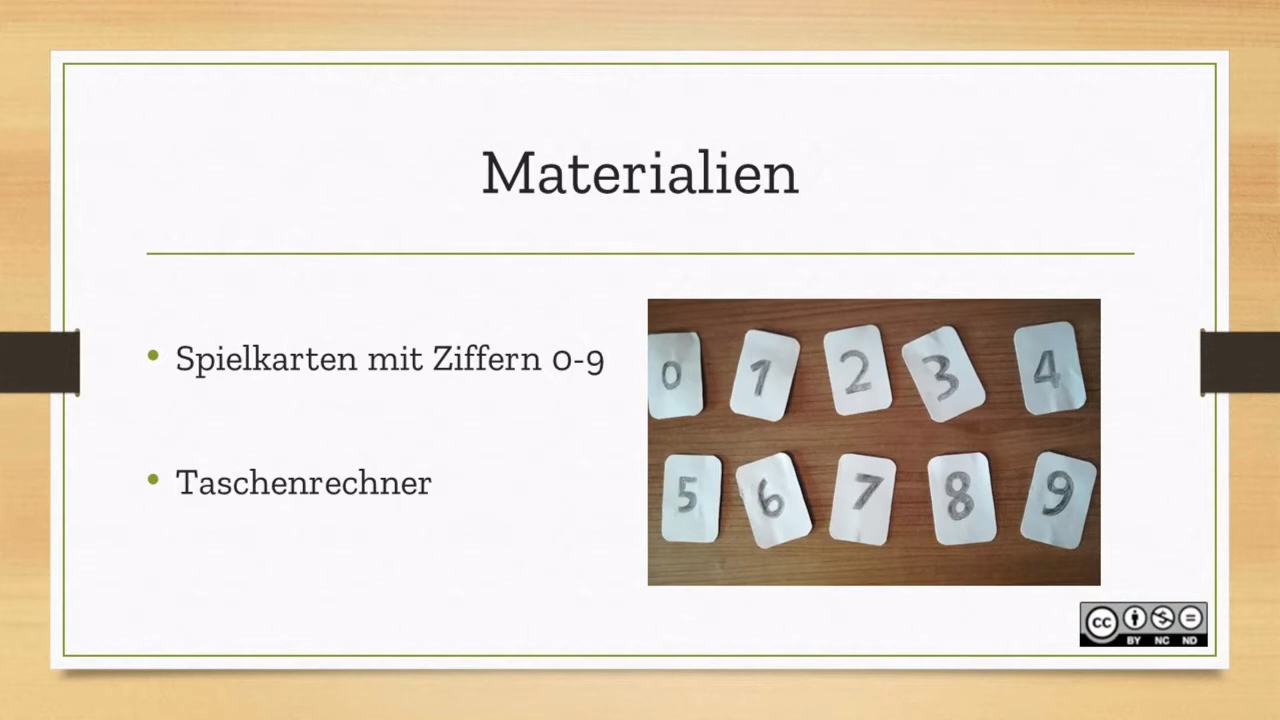 Materialien
Spielkarten mit Ziffern 0-9
Taschenrechner
0 1 2 3 4
5 6 7 8 9
cc
BY NC ND